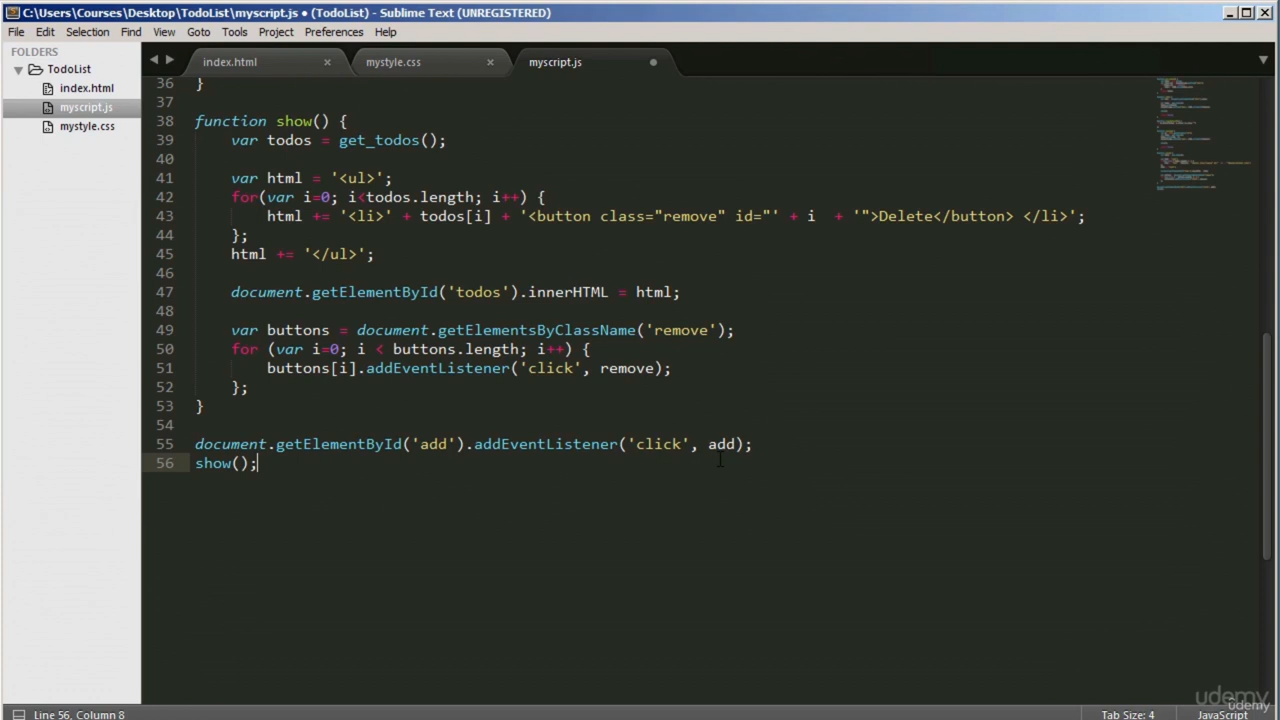 C:\Users\Courses\Desktop\TodoList\myscript.js • (TodoList) - Sublime Text (UNREGISTERED)
File Edit Selection Find View Goto Tools Project Preferences Help
FOLDERS
TodoList
index.html
myscript.js
mystyle.css
index.html × mystyle.css × myscript.js
36 }
37
38 function show() {
39     var todos = get_todos();
40
41     var html = '<ul>';
42     for(var i=0; i<todos.length; i++) {
43         html += '<li>' + todos[i] + '<button class="remove" id="' + i  + '">Delete</button> </li>';
44     };
45     html += '</ul>';
46
47     document.getElementById('todos').innerHTML = html;
48
49     var buttons = document.getElementsByClassName('remove');
50     for (var i=0; i < buttons.length; i++) {
51         buttons[i].addEventListener('click', remove);
52     };
53 }
54
55 document.getElementById('add').addEventListener('click', add);
56 show();
udemy
udemy
Line 56, Column 8 Tab Size: 4 JavaScript